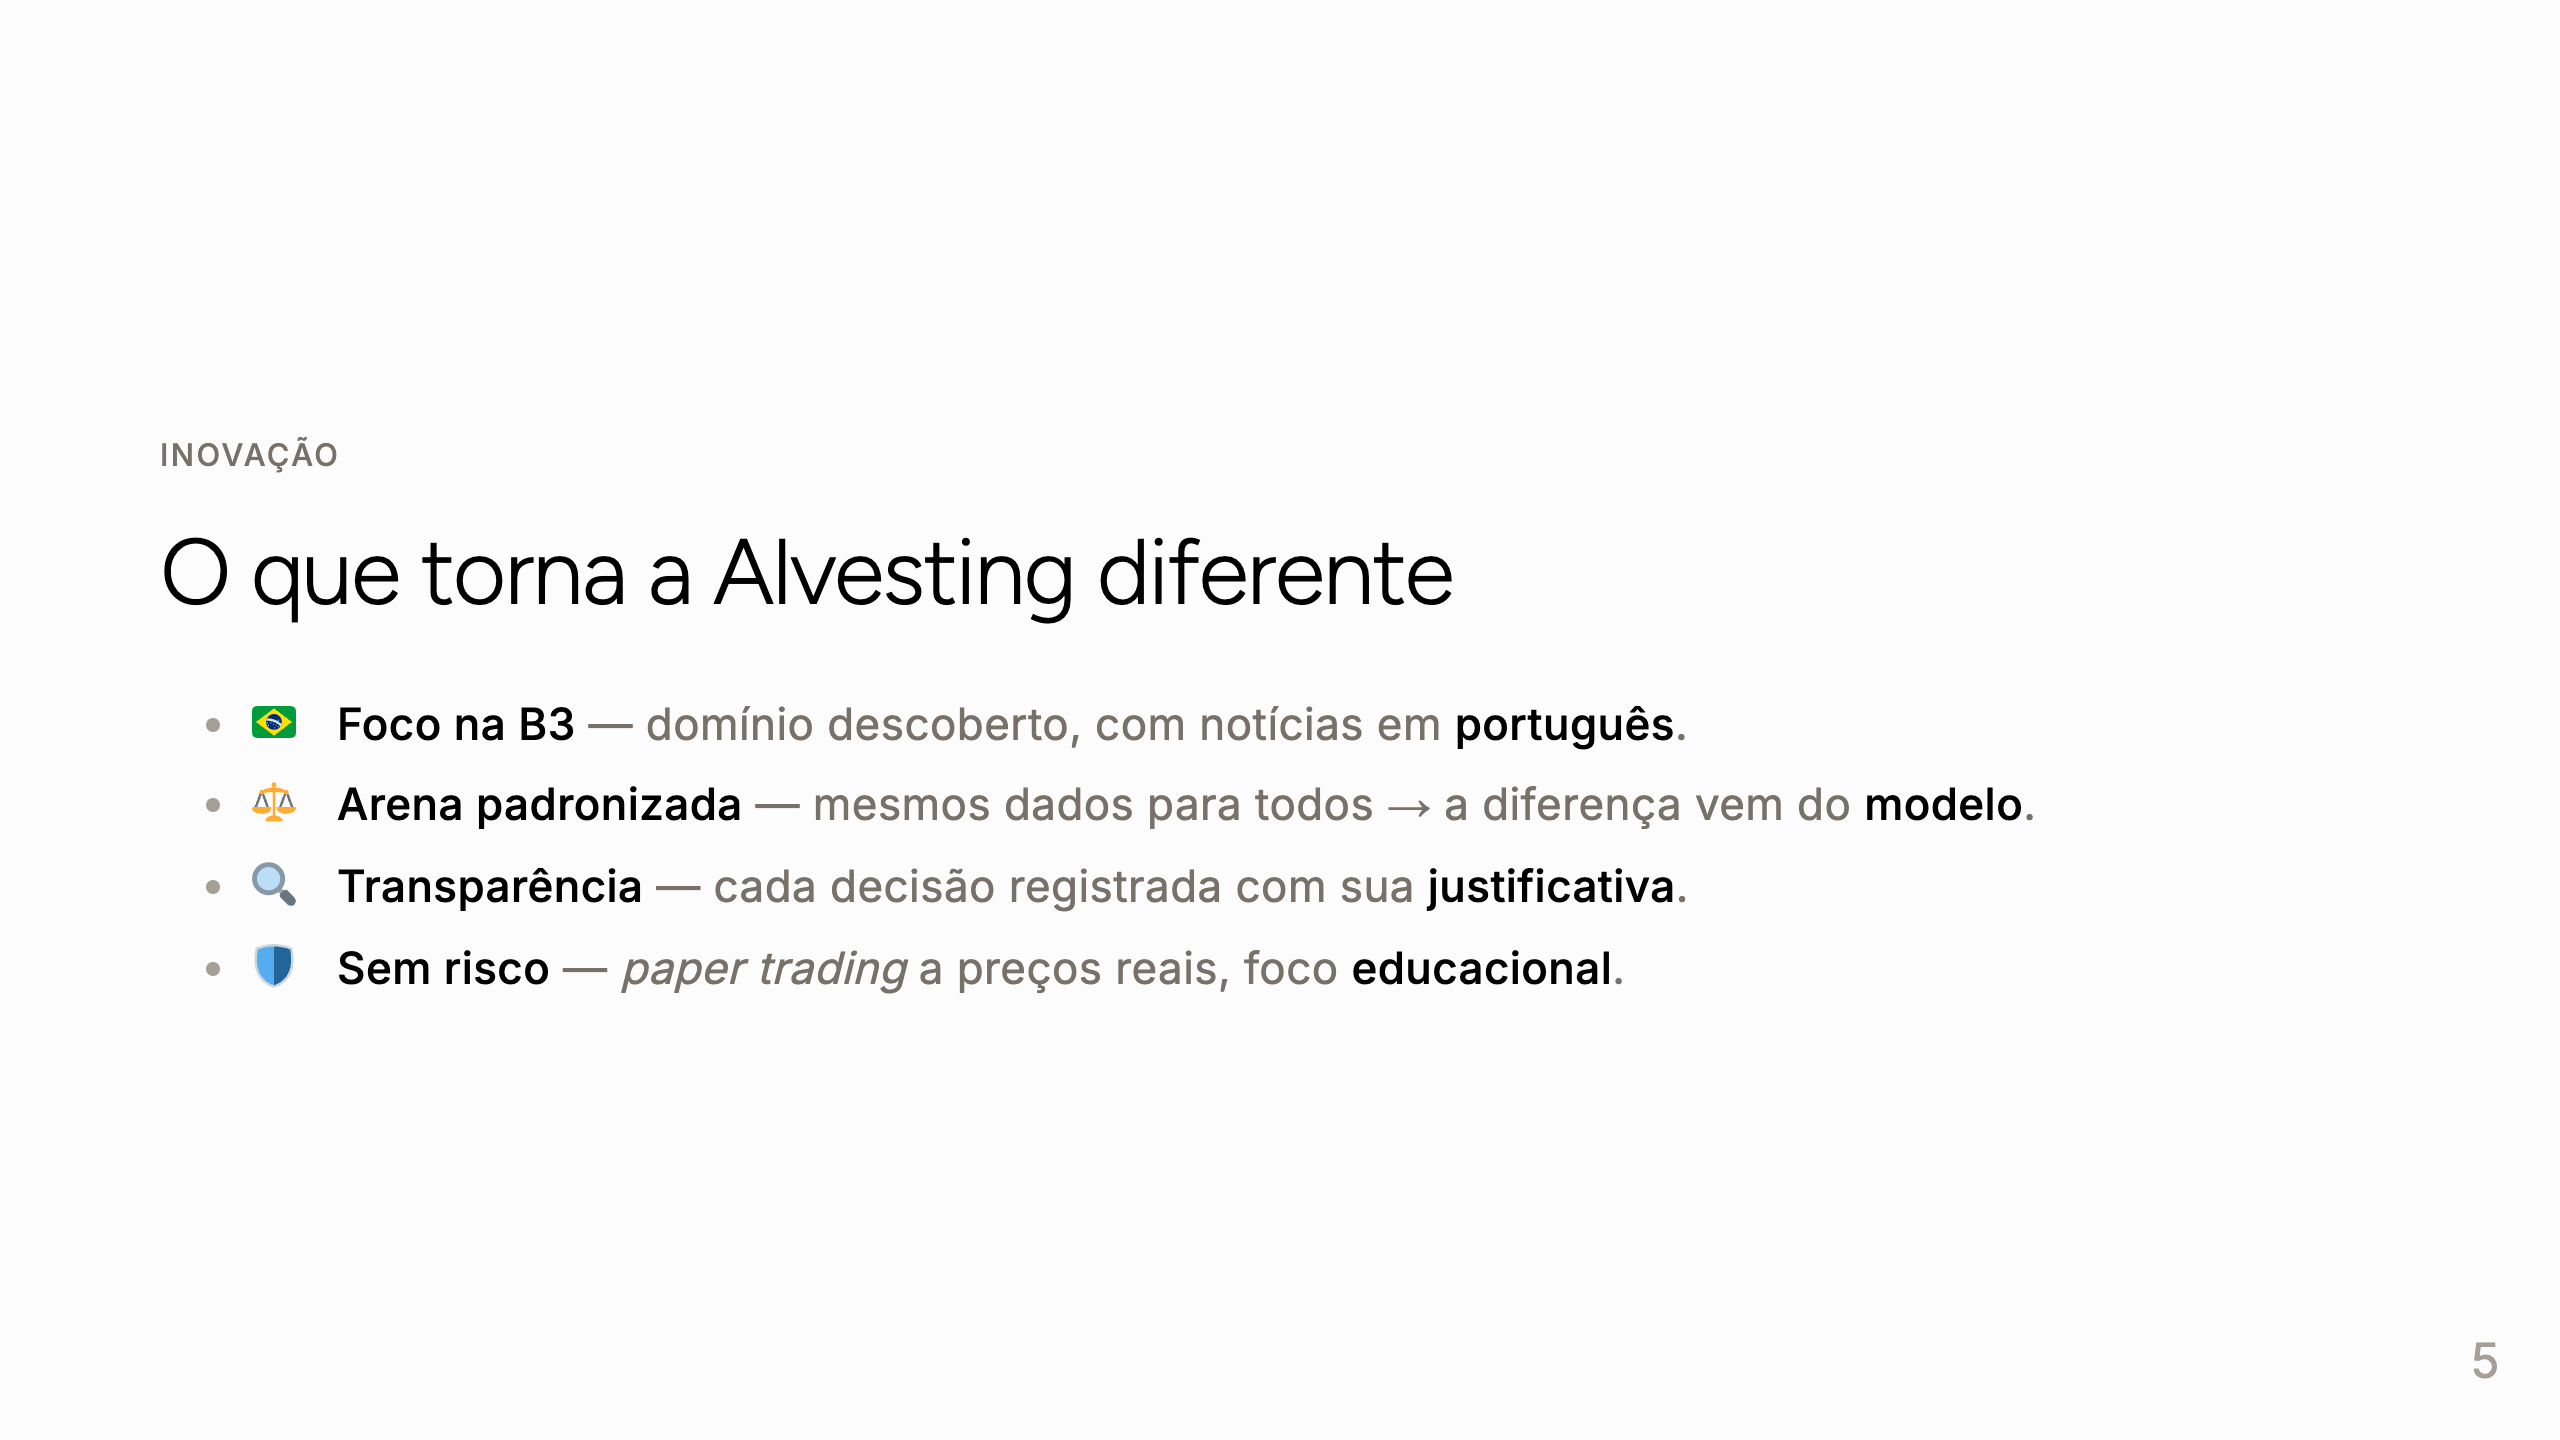 INOVAÇÃO
O que torna a AIvesting diferente
• 🇧🇷 Foco na B3 — domínio descoberto, com notícias em português.
• ⚖️ Arena padronizada — mesmos dados para todos → a diferença vem do modelo.
• 🔍 Transparência — cada decisão registrada com sua justificativa.
• 🛡️ Sem risco — paper trading a preços reais, foco educacional.
5